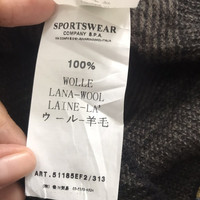 SPORTSWEAR
COMPANY S.P.A.
100%
WOLLE
LANA-WOOL
LAINE-LA'
ウール-羊毛
ART.51185EF2/313